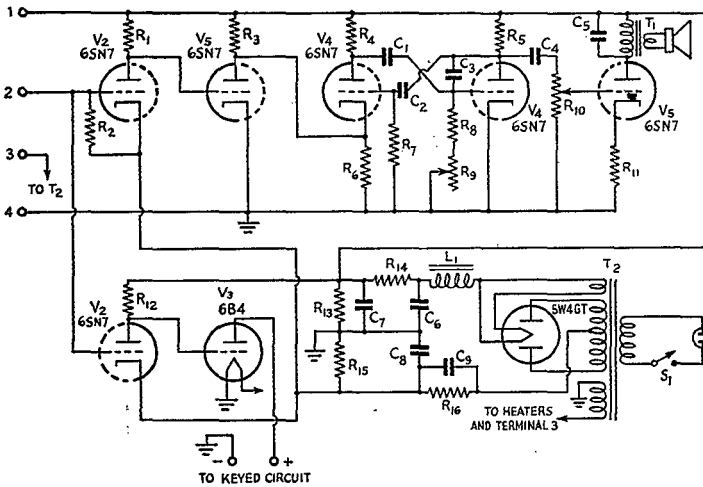 1
V2
6SN7
R1
V5
6SN7
R3
V4
6SN7
R4
C1
R5
C4
C5
T1
2
R2
C2
C3
R10
V5
6SN7
V4
6SN7
R8
R7
R6
R9
R11
3
TO T2
4
V2
6SN7
R12
V3
6B4
R13
C7
R14
L1
C6
5W4GT
T2
R15
C8
C9
R16
S1
TO HEATERS
AND TERMINAL 3
- +
TO KEYED CIRCUIT